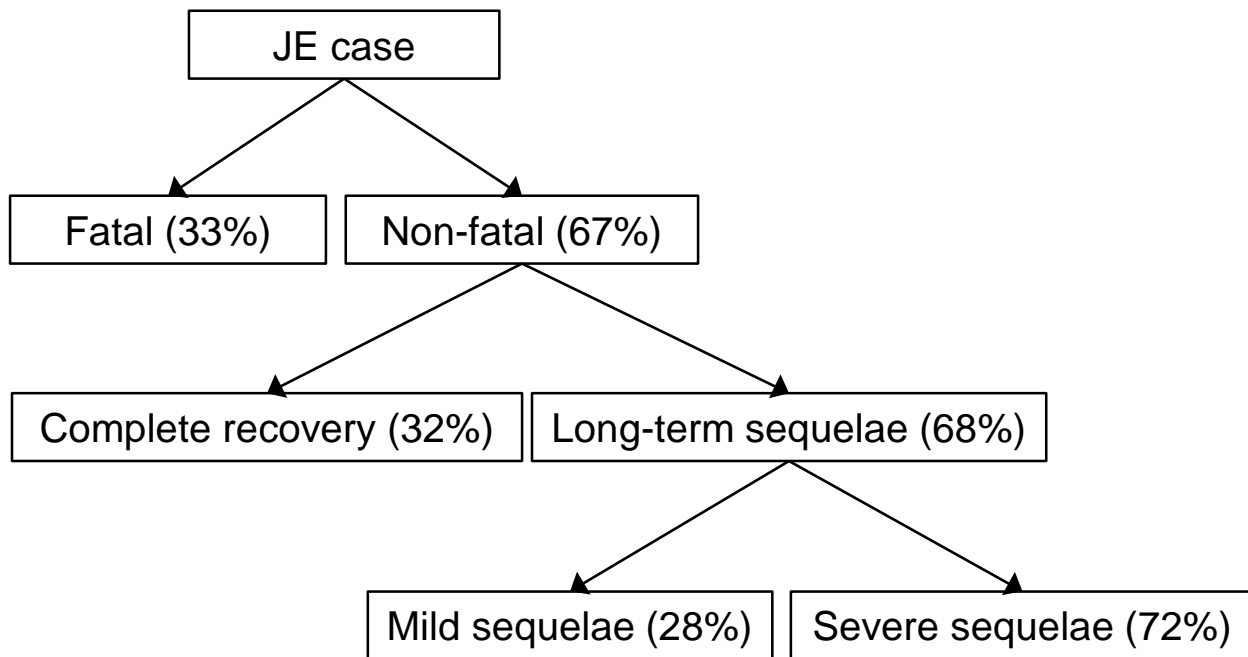 JE case
Fatal (33%)
Non-fatal (67%)
Complete recovery (32%)
Long-term sequelae (68%)
Mild sequelae (28%)
Severe sequelae (72%)